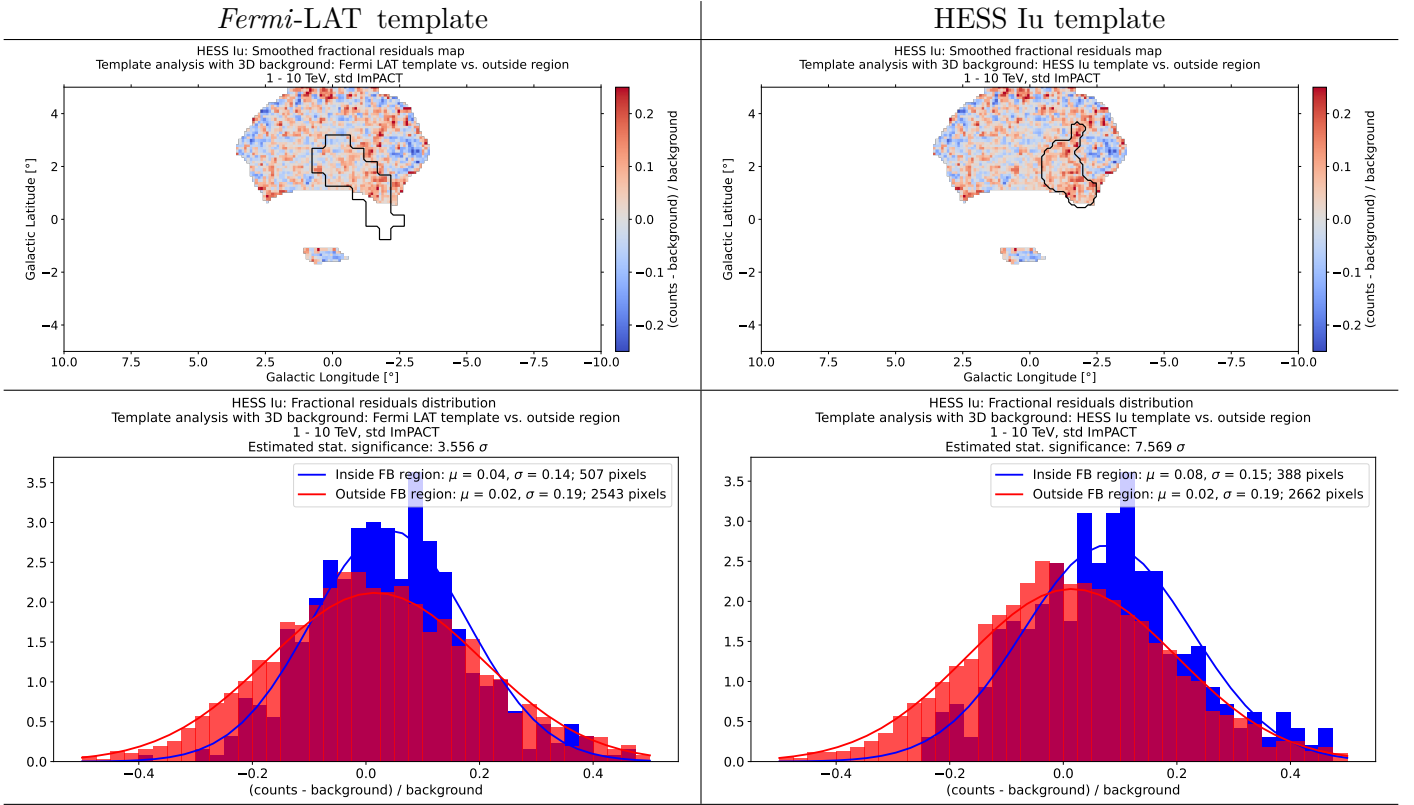 Fermi-LAT template
HESS Iu template
HESS Iu: Smoothed fractional residuals map
Template analysis with 3D background: Fermi LAT template vs. outside region
1 - 10 TeV, std ImPACT
4
2
0
−2
−4
Galactic Latitude [°]
10.0 7.5 5.0 2.5 0.0 −2.5 −5.0 −7.5 −10.0
Galactic Longitude [°]
0.2
0.1
0.0
−0.1
−0.2
(counts - background) / background
HESS Iu: Smoothed fractional residuals map
Template analysis with 3D background: HESS Iu template vs. outside region
1 - 10 TeV, std ImPACT
4
2
0
−2
−4
Galactic Latitude [°]
10.0 7.5 5.0 2.5 0.0 −2.5 −5.0 −7.5 −10.0
Galactic Longitude [°]
0.2
0.1
0.0
−0.1
−0.2
(counts - background) / background
HESS Iu: Fractional residuals distribution
Template analysis with 3D background: Fermi LAT template vs. outside region
1 - 10 TeV, std ImPACT
Estimated stat. significance: 3.556 σ
Inside FB region: μ = 0.04, σ = 0.14; 507 pixels
Outside FB region: μ = 0.02, σ = 0.19; 2543 pixels
3.5
3.0
2.5
2.0
1.5
1.0
0.5
0.0
−0.4 −0.2 0.0 0.2 0.4
(counts - background) / background
HESS Iu: Fractional residuals distribution
Template analysis with 3D background: HESS Iu template vs. outside region
1 - 10 TeV, std ImPACT
Estimated stat. significance: 7.569 σ
Inside FB region: μ = 0.08, σ = 0.15; 388 pixels
Outside FB region: μ = 0.02, σ = 0.19; 2662 pixels
3.5
3.0
2.5
2.0
1.5
1.0
0.5
0.0
−0.4 −0.2 0.0 0.2 0.4
(counts - background) / background